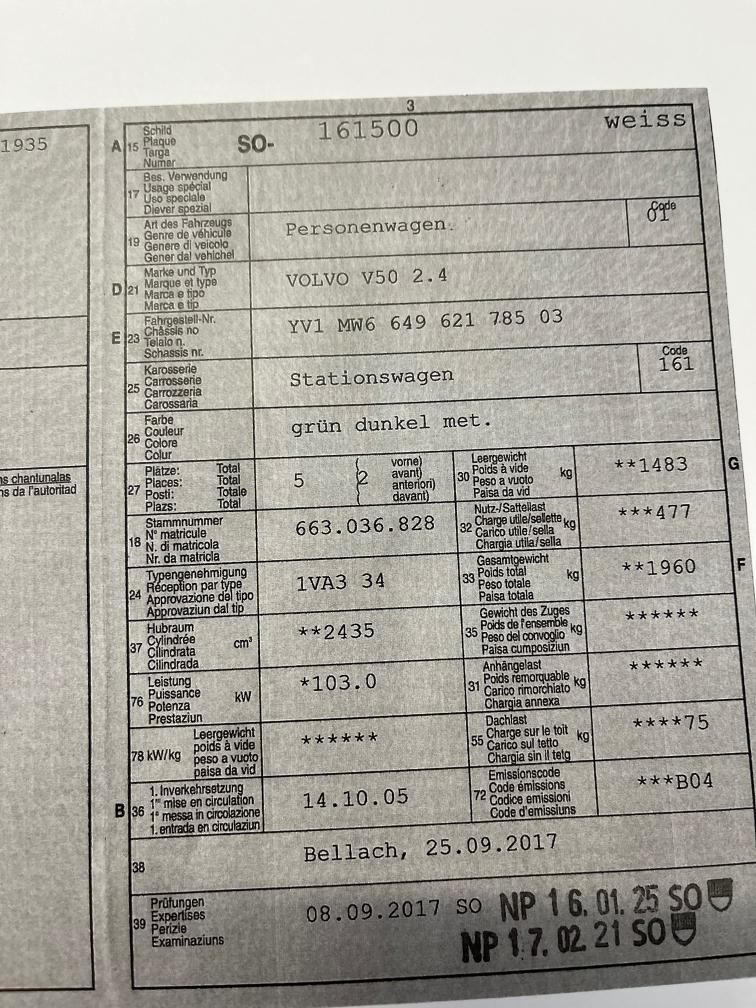 3
1935
A 15 Schild
Plaque
Targa
Numer
SO- 161500 weiss
17 Bes. Verwendung
Usage spécial
Uso speciale
Diever spezial
19 Art des Fahrzeugs
Genre de véhicule
Genere di veicolo
Gener dal vehichel
Personenwagen
Code
01
D 21 Marke und Typ
Marque et type
Marca e tipo
Marca e tip
VOLVO V50 2.4
E 23 Fahrgestell-Nr.
Châssis no
Telaio n.
Schassis nr.
YV1 MW6 649 621 785 03
25 Karosserie
Carrosserie
Carrozzeria
Carossaria
Stationswagen
Code
161
26 Farbe
Couleur
Colore
Colur
grün dunkel met.
s chantunalas
ns da l'autoritad
27 Plätze: Total
Places: Total
Posti: Totale
Plazs: Total
5 2 vorne)
avant)
anteriori)
davant)
30 Leergewicht
Poids à vide
Peso a vuoto
Paisa da vid
kg
**1483 G
18 Stammnummer
N° matricule
N. di matricola
Nr. da matricla
663.036.828
32 Nutz-/Sattellast
Charge utile/sellette
Carico utile/sella
Chargia utila/sella
kg
***477
24 Typengenehmigung
Réception par type
Approvazione del tipo
Approvaziun dal tip
1VA3 34
33 Gesamtgewicht
Poids total
Peso totale
Paisa totala
kg
**1960 F
37 Hubraum
Cylindrée
Cilindrata
Cilindrada
cm³
**2435
35 Gewicht des Zuges
Poids de l'ensemble
Peso del convoglio
Paisa cumposiziun
kg
******
76 Leistung
Puissance
Potenza
Prestaziun
kW
*103.0
31 Anhängelast
Poids remorquable
Carico rimorchiato
Chargia annexa
kg
******
78 kW/kg Leergewicht
poids à vide
peso a vuoto
paisa da vid
******
55 Dachlast
Charge sur le toit
Carico sul tetto
Chargia sin il tetg
kg
****75
B 36 1. Inverkehrsetzung
1re mise en circulation
1a messa in circolazione
1. entrada en circulaziun
14.10.05
72 Emissionscode
Code émissions
Codice emissioni
Code d'emissiuns
***B04
38 Bellach, 25.09.2017
39 Prüfungen
Expertises
Perizie
Examinaziuns
08.09.2017 SO NP 16. 01. 25 SO
NP 17. 02 21 SO